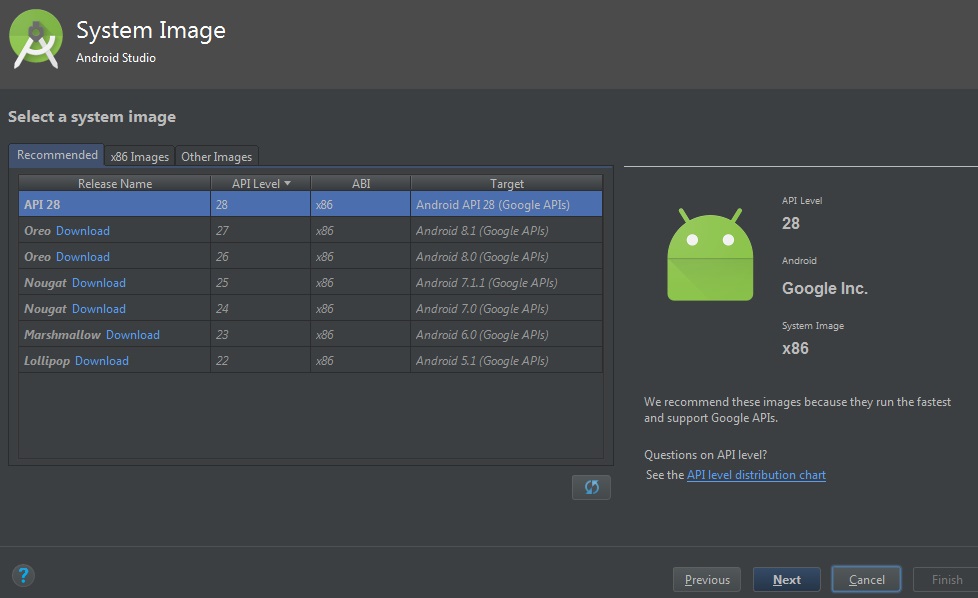 System Image
Android Studio
Select a system image
Recommended x86 Images Other Images
Release Name API Level ABI Target
API 28 28 x86 Android API 28 (Google APIs)
Oreo Download 27 x86 Android 8.1 (Google APIs)
Oreo Download 26 x86 Android 8.0 (Google APIs)
Nougat Download 25 x86 Android 7.1.1 (Google APIs)
Nougat Download 24 x86 Android 7.0 (Google APIs)
Marshmallow Download 23 x86 Android 6.0 (Google APIs)
Lollipop Download 22 x86 Android 5.1 (Google APIs)
API Level
28
Android
Google Inc.
System Image
x86
We recommend these images because they run the fastest
and support Google APIs.
Questions on API level?
See the API level distribution chart
? Previous Next Cancel Finish